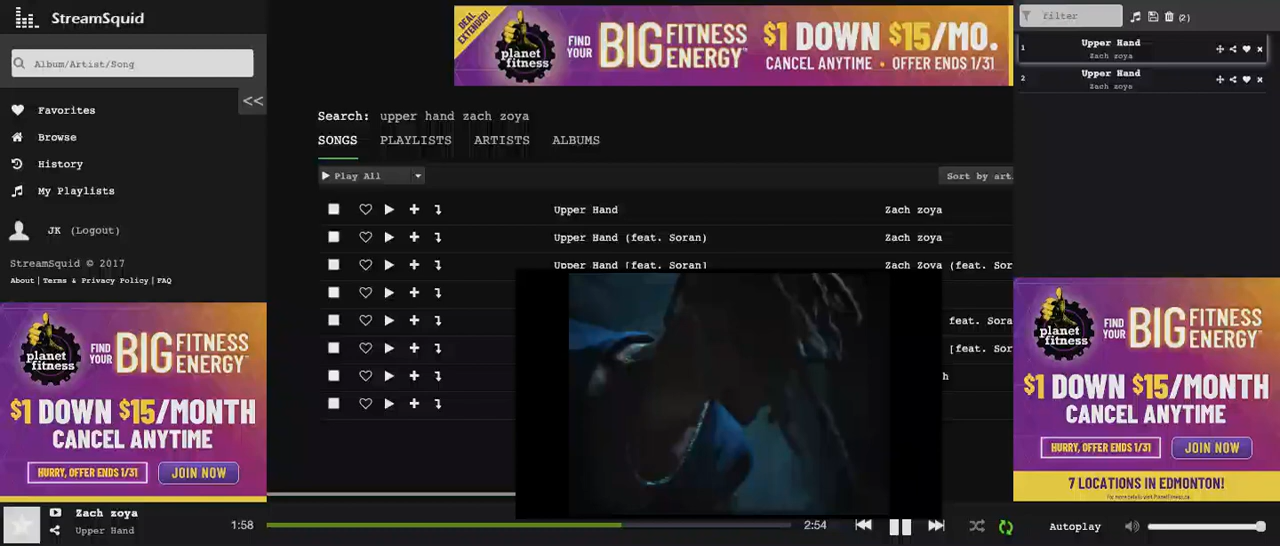 StreamSquid
Album/Artist/Song
<<
Favorites
Browse
History
My Playlists
JK (Logout)
StreamSquid © 2017
About | Terms & Privacy Policy | FAQ
DEAL EXTENDED!
planet fitness
FIND YOUR BIG FITNESS ENERGY™
$1 DOWN $15/MO.
CANCEL ANYTIME • OFFER ENDS 1/31
Search: upper hand zach zoya
SONGS PLAYLISTS ARTISTS ALBUMS
Play All
Sort by art.
Upper Hand Zach zoya
Upper Hand (feat. Soran) Zach zoya
Upper Hand [feat. Soran] Zach Zoya (feat. Sor
feat. Sora
[feat. Sor
h
filter
(2)
1 Upper Hand
Zach zoya
2 Upper Hand
Zach zoya
planet fitness
FIND YOUR BIG FITNESS ENERGY™
$1 DOWN $15/MONTH
CANCEL ANYTIME
HURRY, OFFER ENDS 1/31 JOIN NOW
planet fitness
FIND YOUR BIG FITNESS ENERGY™
$1 DOWN $15/MONTH
CANCEL ANYTIME
HURRY, OFFER ENDS 1/31 JOIN NOW
7 LOCATIONS IN EDMONTON!
Zach zoya
Upper Hand
1:58
2:54
Autoplay